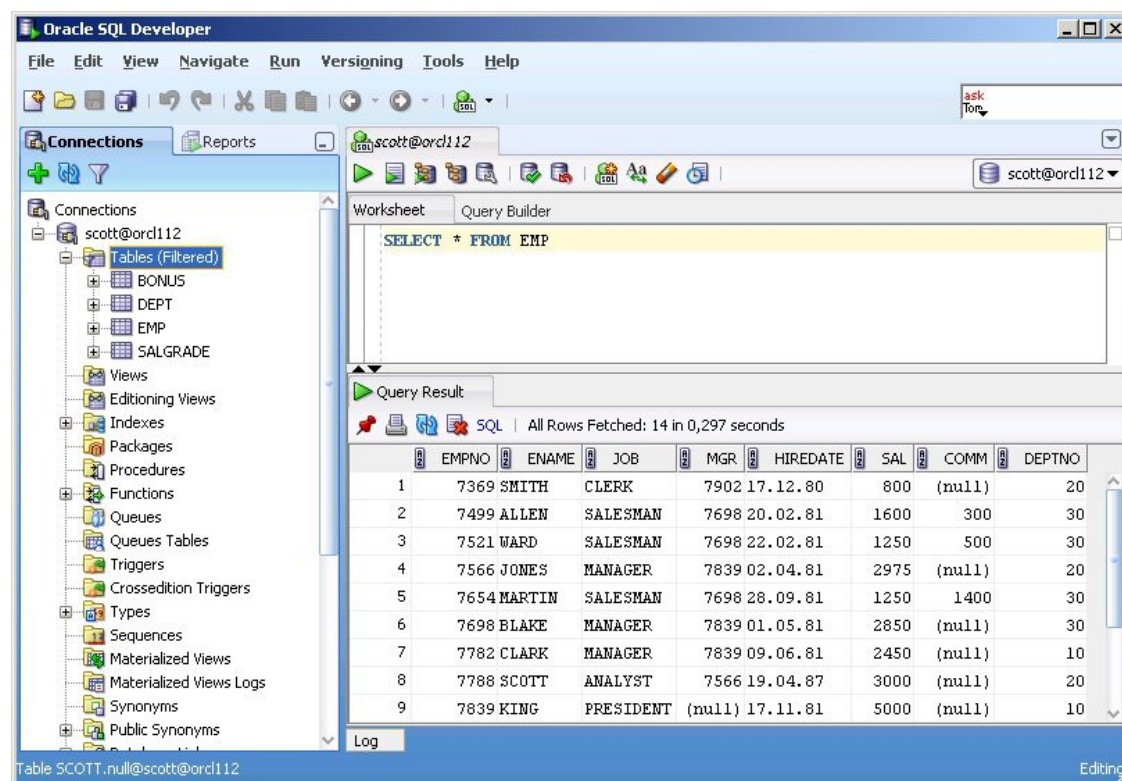 Oracle SQL Developer
File Edit View Navigate Run Versioning Tools Help
ask
Tom
Connections Reports
scott@orcl112
scott@orcl112
Connections
scott@orcl112
Tables (Filtered)
BONUS
DEPT
EMP
SALGRADE
Views
Editioning Views
Indexes
Packages
Procedures
Functions
Queues
Queues Tables
Triggers
Crossedition Triggers
Types
Sequences
Materialized Views
Materialized Views Logs
Synonyms
Public Synonyms
Worksheet Query Builder
SELECT * FROM EMP
Query Result
SQL | All Rows Fetched: 14 in 0,297 seconds
EMPNO ENAME JOB MGR HIREDATE SAL COMM DEPTNO
1 7369 SMITH CLERK 7902 17.12.80 800 (null) 20
2 7499 ALLEN SALESMAN 7698 20.02.81 1600 300 30
3 7521 WARD SALESMAN 7698 22.02.81 1250 500 30
4 7566 JONES MANAGER 7839 02.04.81 2975 (null) 20
5 7654 MARTIN SALESMAN 7698 28.09.81 1250 1400 30
6 7698 BLAKE MANAGER 7839 01.05.81 2850 (null) 30
7 7782 CLARK MANAGER 7839 09.06.81 2450 (null) 10
8 7788 SCOTT ANALYST 7566 19.04.87 3000 (null) 20
9 7839 KING PRESIDENT (null) 17.11.81 5000 (null) 10
Log
Table SCOTT.null@scott@orcl112 Editing